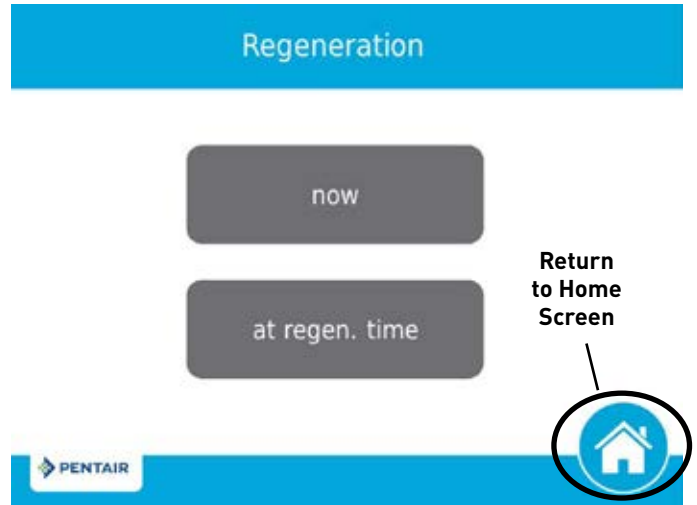 Regeneration
now
at regen. time
Return
to Home
Screen
PENTAIR